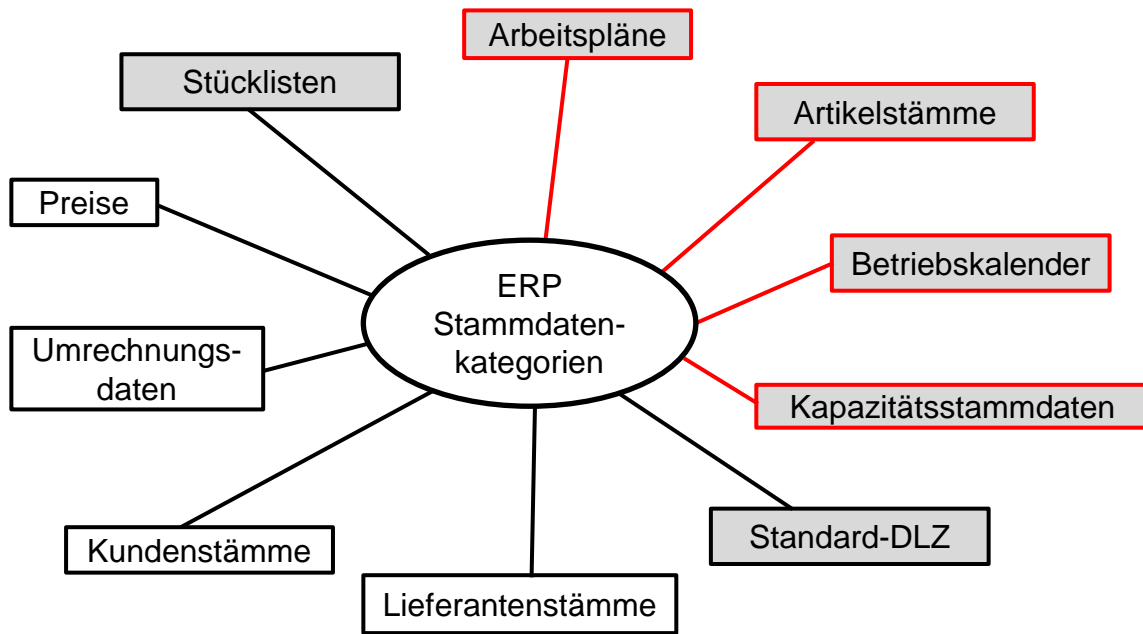 Arbeitspläne
Stücklisten
Artikelstämme
Preise
Betriebskalender
ERP
Stammdaten-
kategorien
Umrechnungs-
daten
Kapazitätsstammdaten
Standard-DLZ
Kundenstämme
Lieferantenstämme